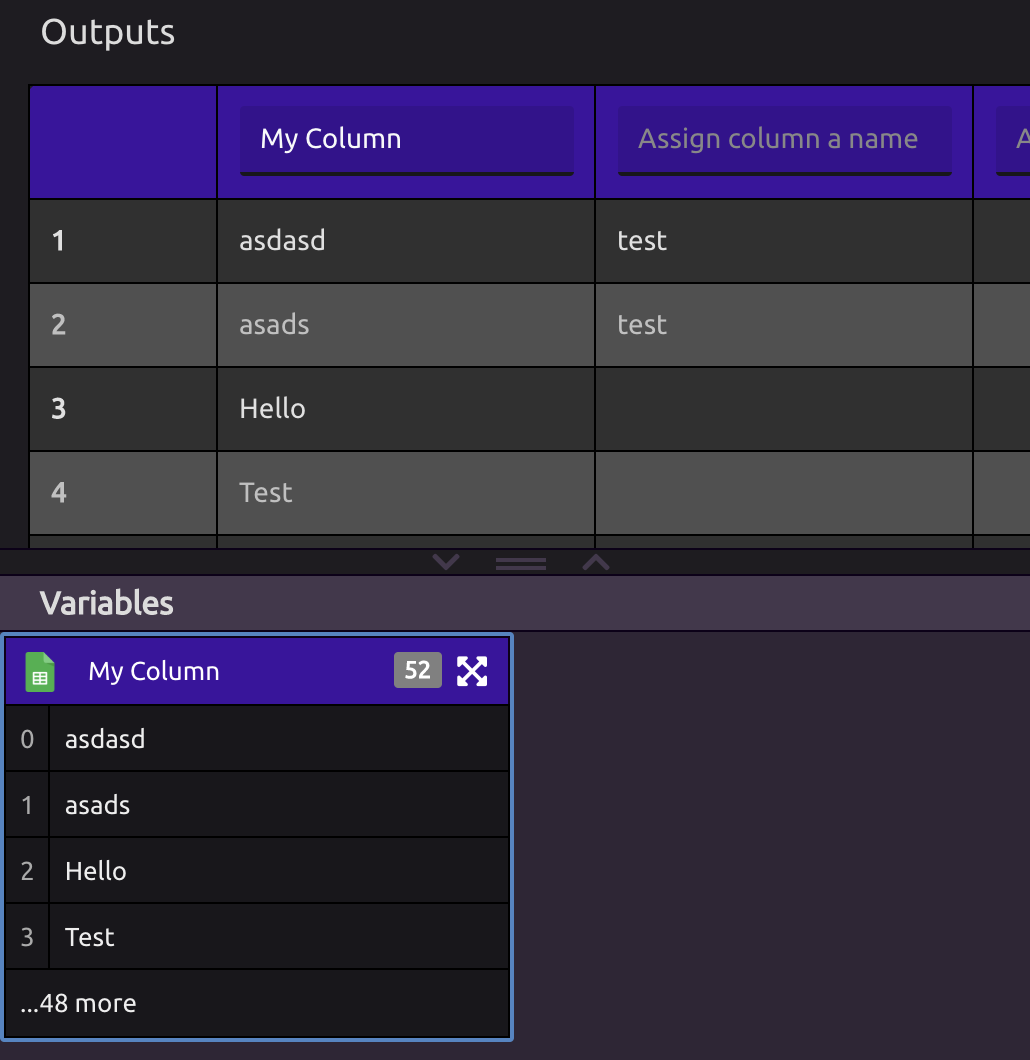 Outputs
My Column Assign column a name A
1 asdasd test
2 asads test
3 Hello
4 Test
Variables
My Column 52
0 asdasd
1 asads
2 Hello
3 Test
...48 more